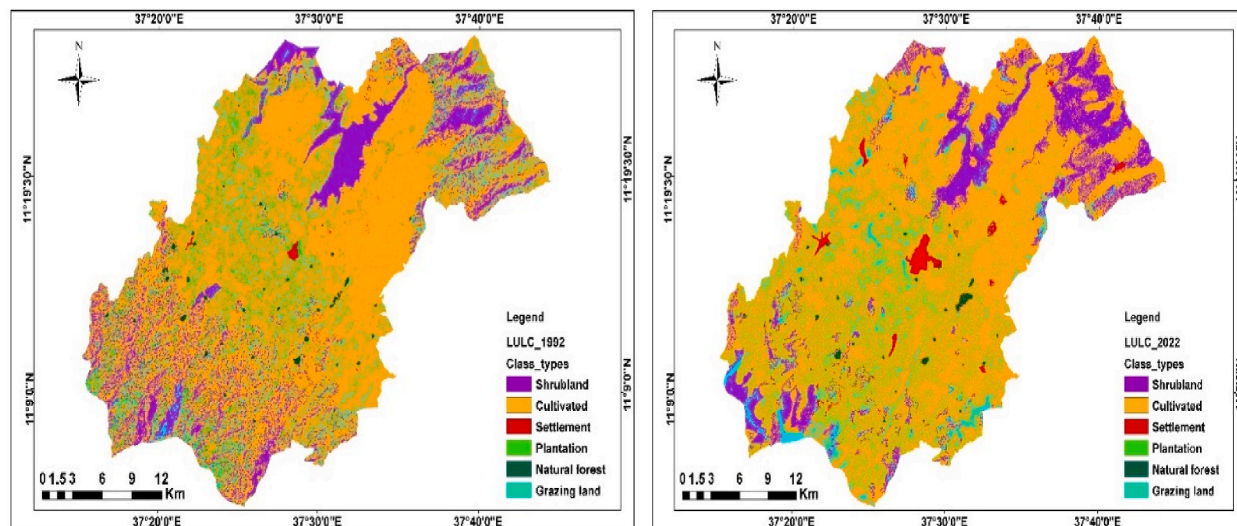 37°20'0"E 37°30'0"E 37°40'0"E
N
11°19'30"N
11°19'30"N
11°9'0"N
11°9'0"N
Legend
LULC_1992
Class_types
Shrubland
Cultivated
Settlement
Plantation
Natural forest
Grazing land
0 1.5 3 6 9 12
Km
37°20'0"E 37°30'0"E 37°40'0"E
37°20'0"E 37°30'0"E 37°40'0"E
N
11°19'30"N
11°9'0"N
Legend
LULC_2022
Class_types
Shrubland
Cultivated
Settlement
Plantation
Natural forest
Grazing land
0 1.5 3 6 9 12
Km
37°20'0"E 37°30'0"E 37°40'0"E